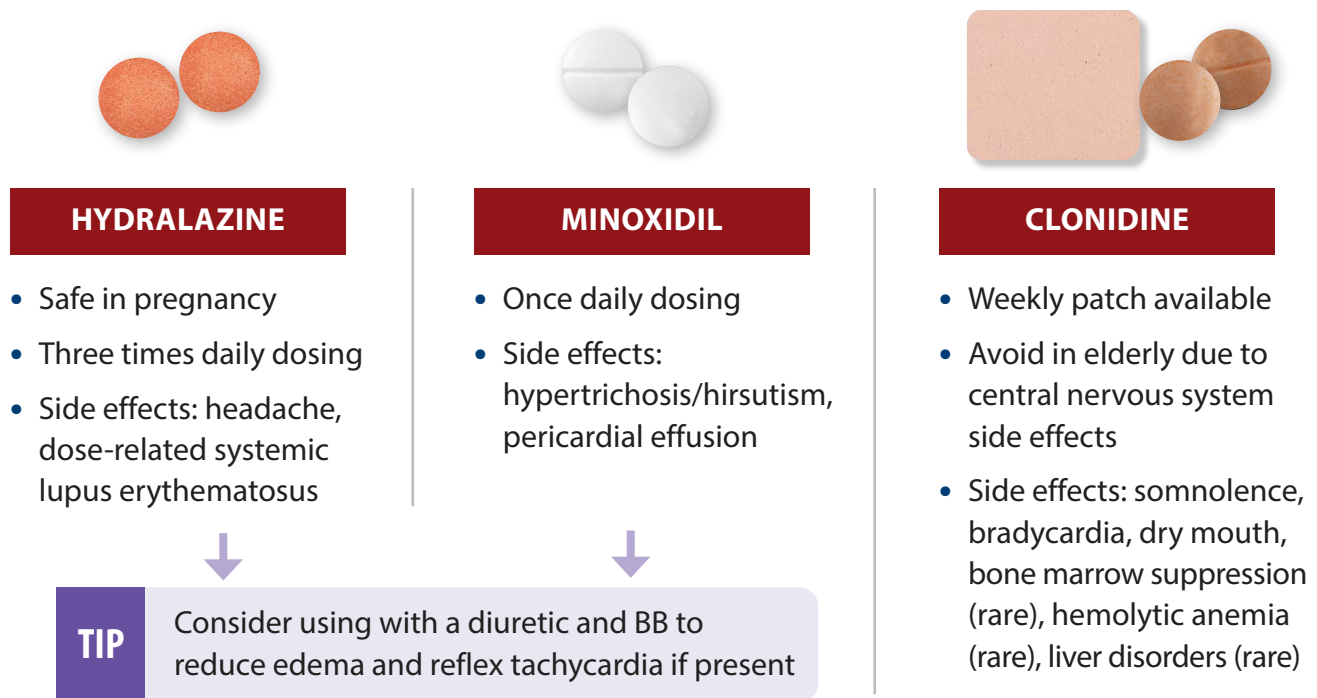 HYDRALAZINE
• Safe in pregnancy
• Three times daily dosing
• Side effects: headache,
dose-related systemic
lupus erythematosus
MINOXIDIL
• Once daily dosing
• Side effects:
hypertrichosis/hirsutism,
pericardial effusion
TIP
Consider using with a diuretic and BB to
reduce edema and reflex tachycardia if present
CLONIDINE
• Weekly patch available
• Avoid in elderly due to
central nervous system
side effects
• Side effects: somnolence,
bradycardia, dry mouth,
bone marrow suppression
(rare), hemolytic anemia
(rare), liver disorders (rare)